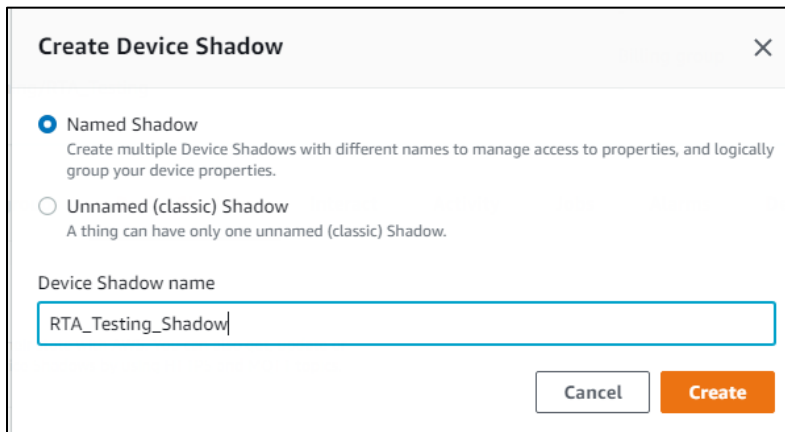 Create Device Shadow
Named Shadow
Create multiple Device Shadows with different names to manage access to properties, and logically
group your device properties.
Unnamed (classic) Shadow
A thing can have only one unnamed (classic) Shadow.
Device Shadow name
RTA_Testing_Shadow
Cancel Create